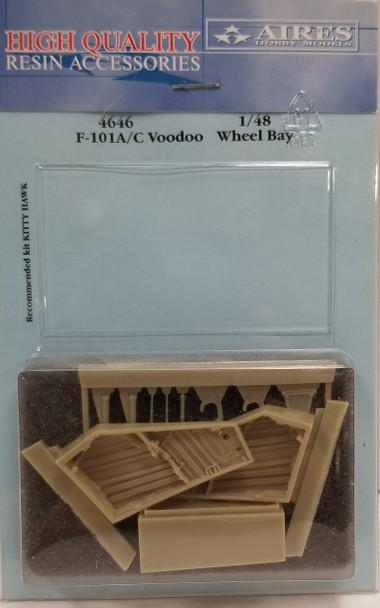 HIGH QUALITY
RESIN ACCESSORIES
AIRES
HOBBY MODELS
4646 1/48
F-101A/C Voodoo Wheel Bay
Recommended kit KITTY HAWK